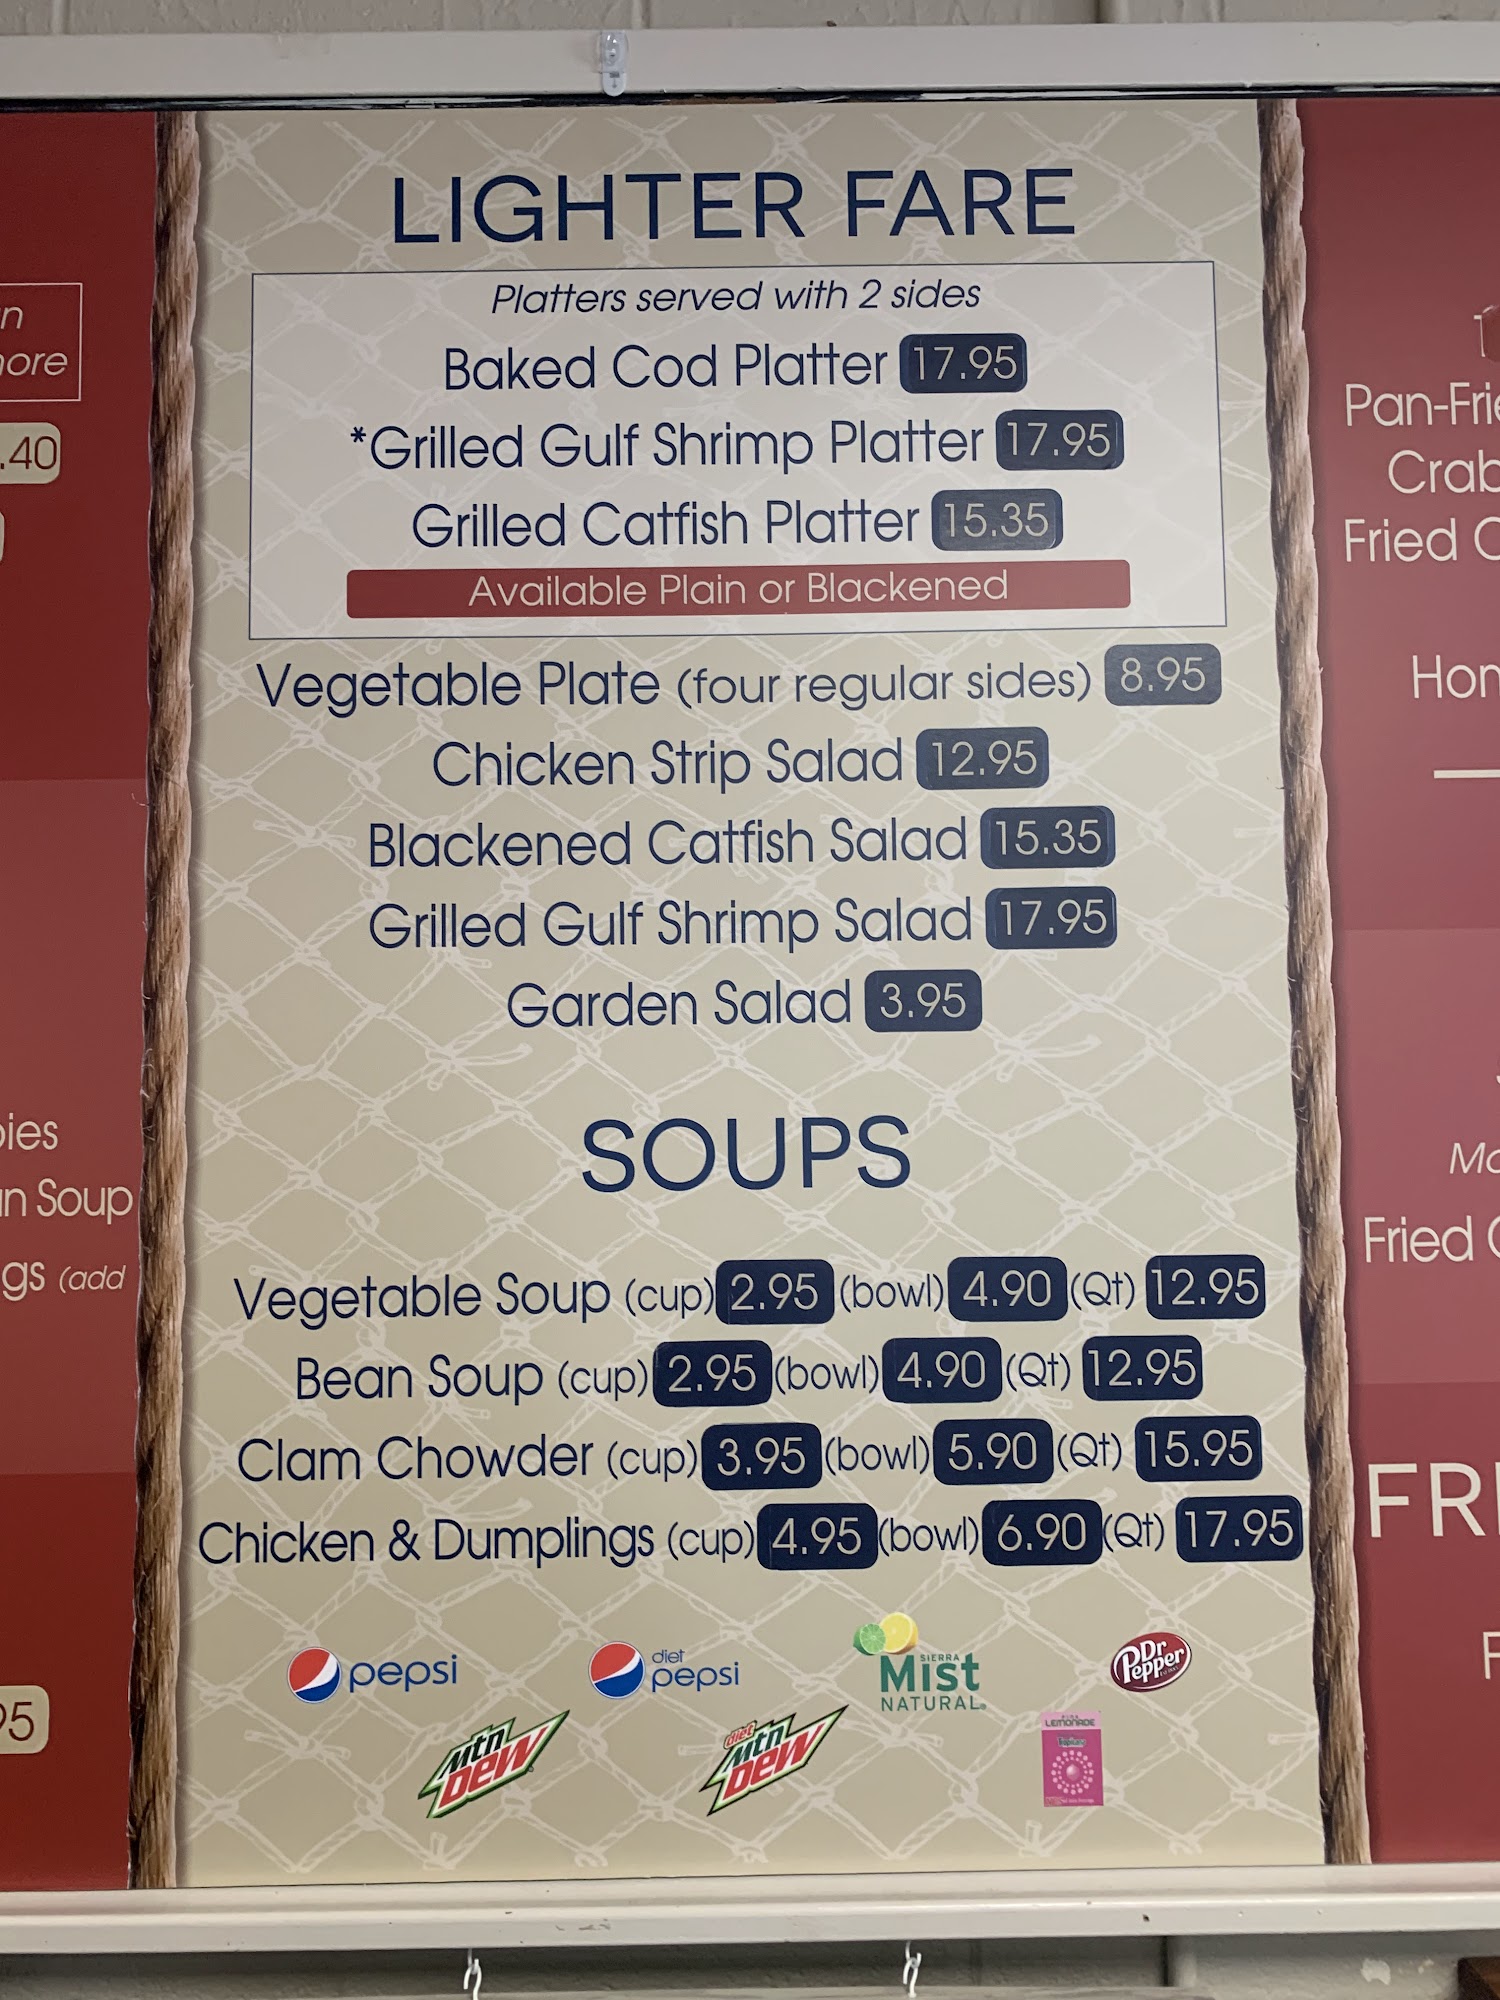 LIGHTER FARE
Platters served with 2 sides
Baked Cod Platter 17.95
*Grilled Gulf Shrimp Platter 17.95
Grilled Catfish Platter 15.35
Available Plain or Blackened
Vegetable Plate (four regular sides) 8.95
Chicken Strip Salad 12.95
Blackened Catfish Salad 15.35
Grilled Gulf Shrimp Salad 17.95
Garden Salad 3.95
SOUPS
Vegetable Soup (cup) 2.95 (bowl) 4.90 (Qt) 12.95
Bean Soup (cup) 2.95 (bowl) 4.90 (Qt) 12.95
Clam Chowder (cup) 3.95 (bowl) 5.90 (Qt) 15.95
Chicken & Dumplings (cup) 4.95 (bowl) 6.90 (Qt) 17.95
pepsi
diet
pepsi
SIERRA
Mist
NATURAL
Dr
Pepper
Mtn
DEW
diet
Mtn
DEW
LEMONADE
Tropicana
.40
Soup
(add
Pan-Frie
Crab
Fried
Fried